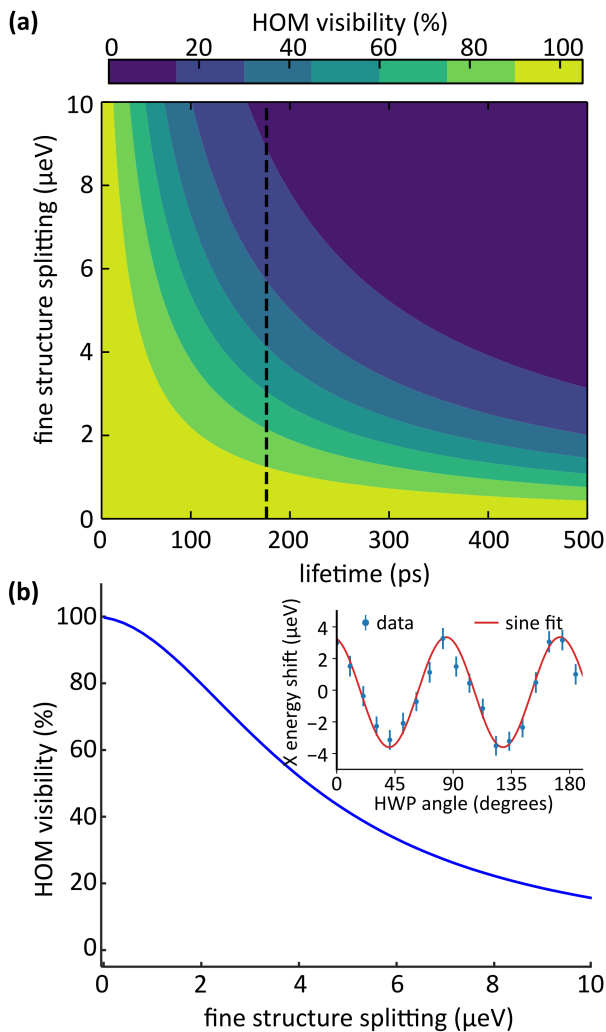 (a)
HOM visibility (%)
0 20 40 60 80 100
10
8
6
4
2
0
fine structure splitting (µeV)
0 100 200 300 400 500
lifetime (ps)
(b)
100
80
60
40
20
0
HOM visibility (%)
data sine fit
4
2
0
−2
−4
X energy shift (µeV)
0 45 90 135 180
HWP angle (degrees)
0 2 4 6 8 10
fine structure splitting (µeV)